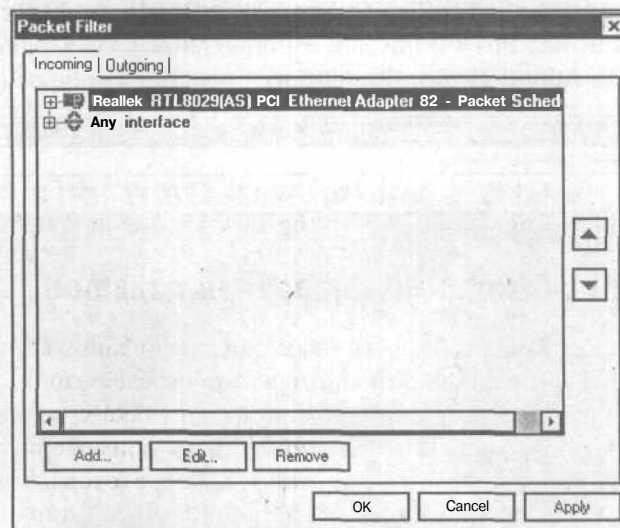 Packet Filter
Incoming | Outgoing |
Reallek RTL8029(AS) PCI Ethernet Adapter 82 - Packet Sched
Any interface
Add...
Edit...
Remove
OK
Cancel
Apply